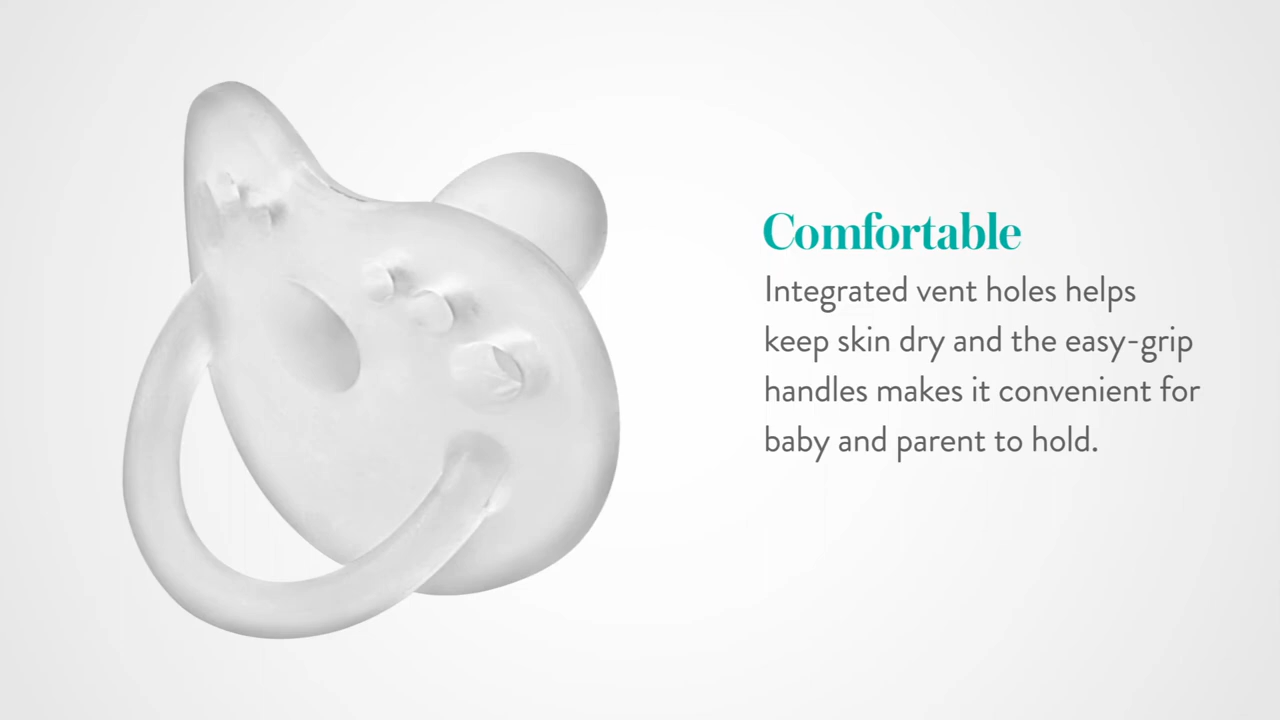 Comfortable
Integrated vent holes helps
keep skin dry and the easy-grip
handles makes it convenient for
baby and parent to hold.